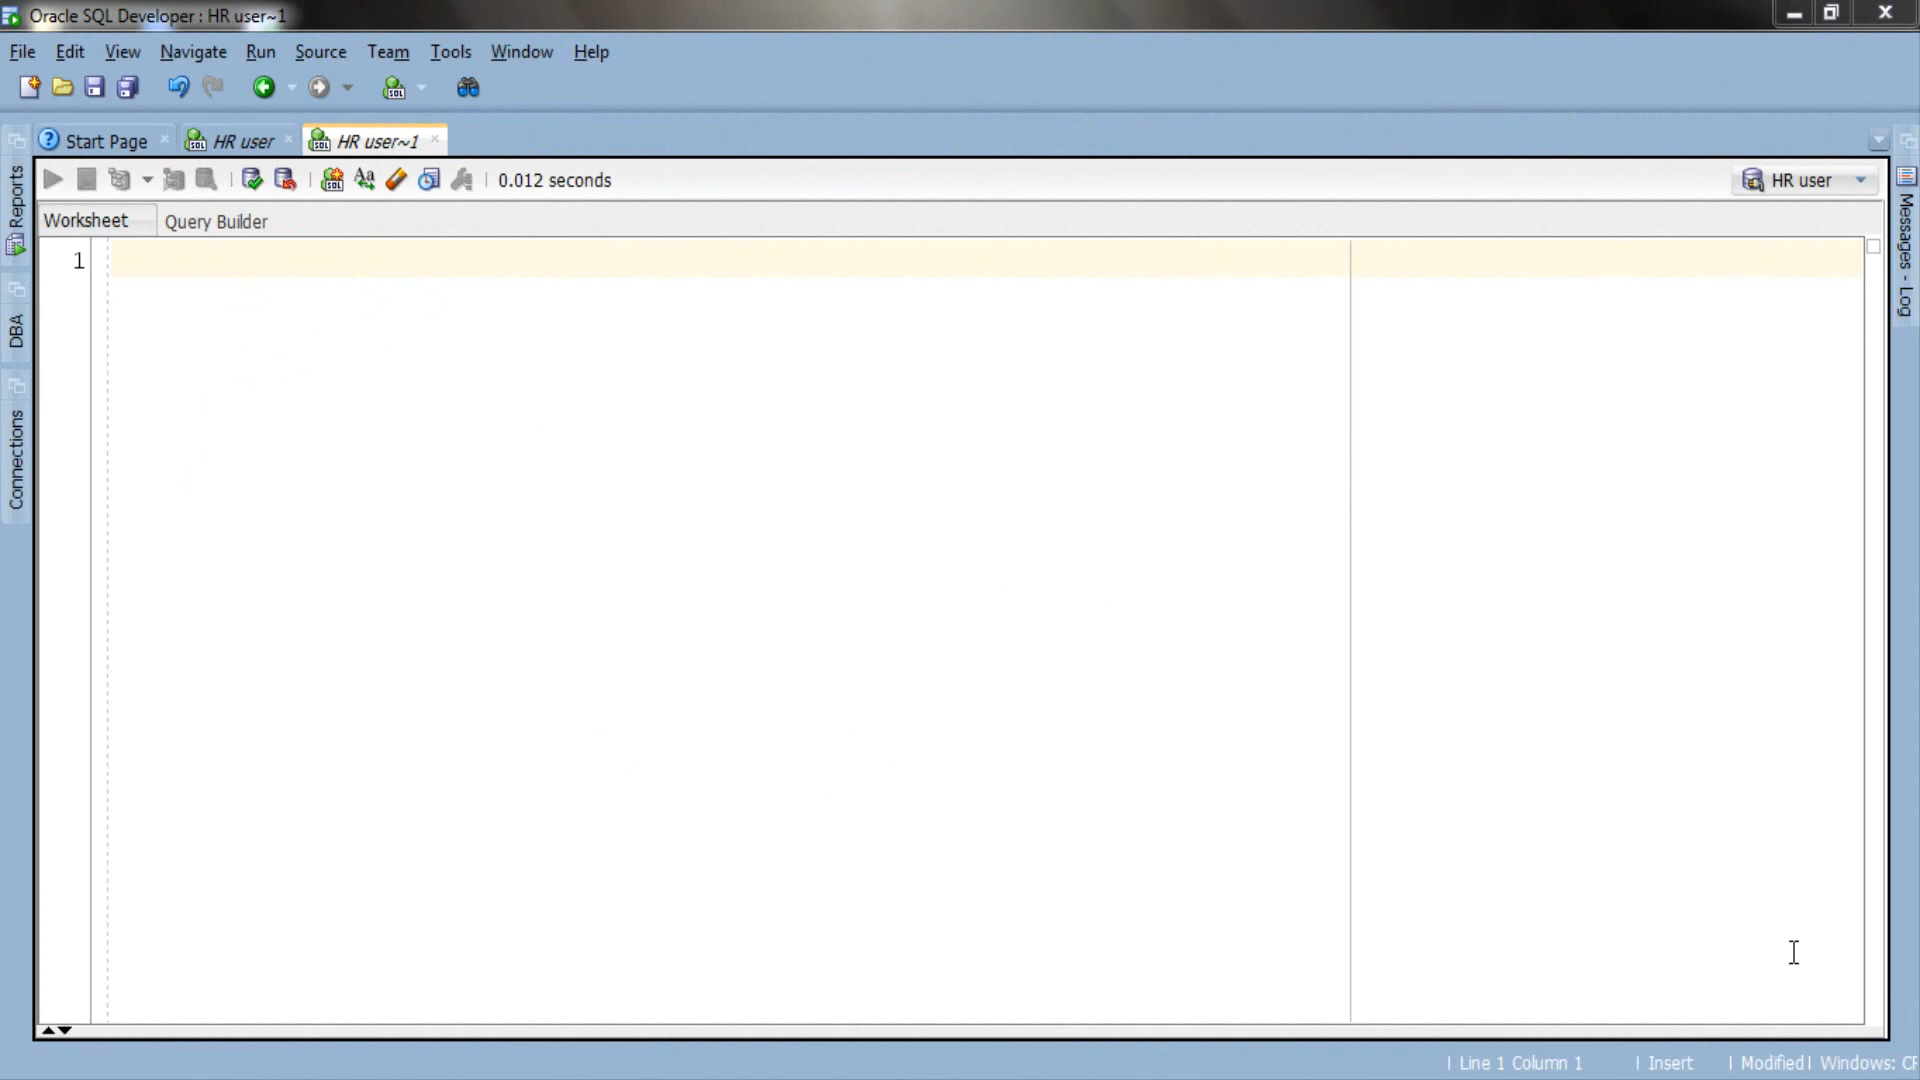 Oracle SQL Developer : HR user~1
File Edit View Navigate Run Source Team Tools Window Help
Start Page HR user HR user~1
0.012 seconds HR user
Worksheet Query Builder
1
Reports
DBA
Connections
Messages - Log
Line 1 Column 1 Insert Modified Windows: CF